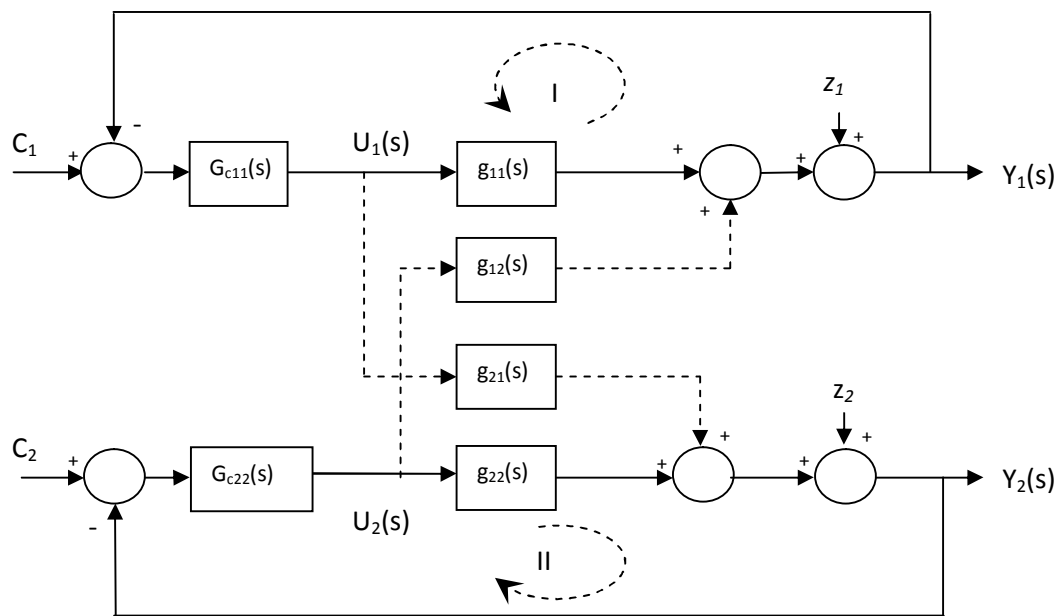 I
z₁
-
C₁
U₁(s)
+
Gc₁₁(s)
g₁₁(s)
+
+
+
Y₁(s)
+
g₁₂(s)
g₂₁(s)
z₂
C₂
+
+
+
Gc₂₂(s)
g₂₂(s)
+
+
Y₂(s)
-
U₂(s)
II